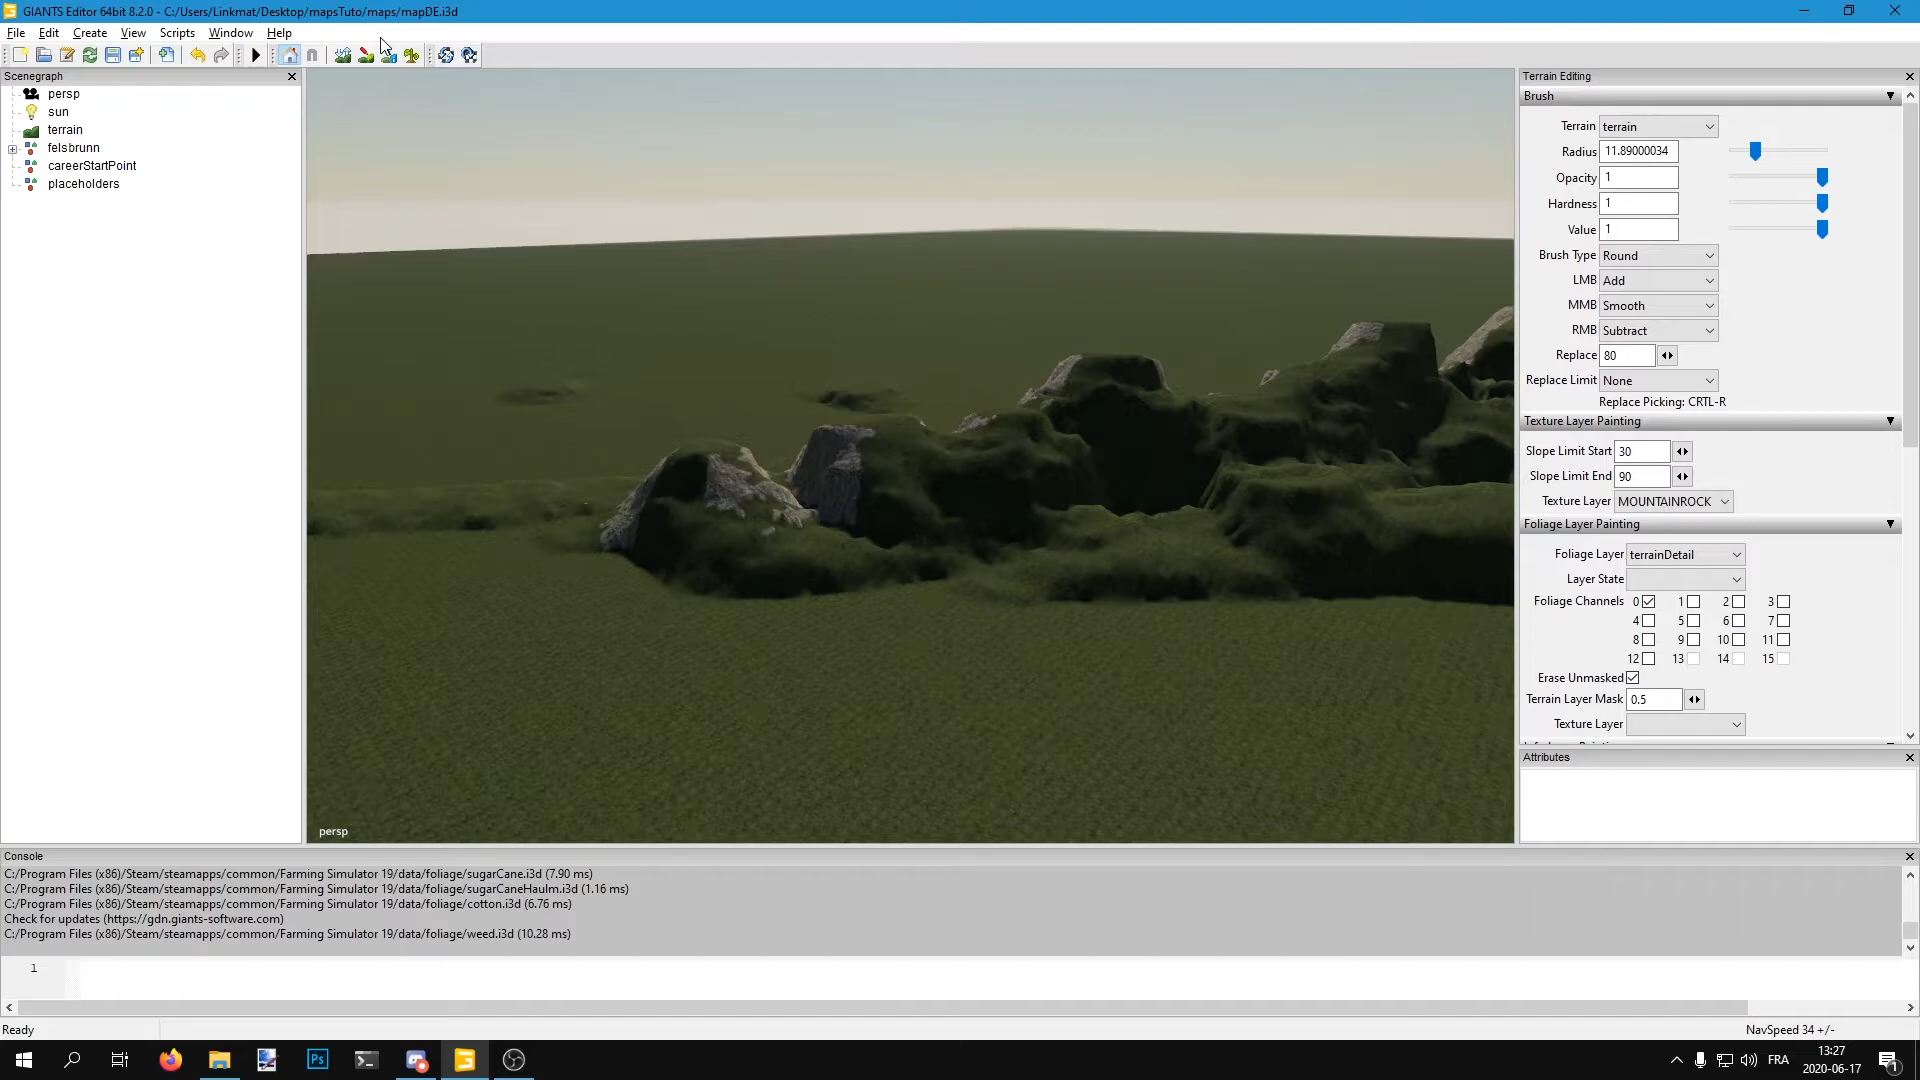 GIANTS Editor 64bit 8.2.0 - C:/Users/Linkmat/Desktop/mapsTuto/maps/mapDE.i3d
File Edit Create View Scripts Window Help
Scenegraph
persp
sun
terrain
felsbrunn
careerStartPoint
placeholders
persp
Terrain Editing
Brush
Terrain terrain
Radius 11.89000034
Opacity 1
Hardness 1
Value 1
Brush Type Round
LMB Add
MMB Smooth
RMB Subtract
Replace 80
Replace Limit None
Replace Picking: CRTL-R
Texture Layer Painting
Slope Limit Start 30
Slope Limit End 90
Texture Layer MOUNTAINROCK
Foliage Layer Painting
Foliage Layer terrainDetail
Layer State
Foliage Channels 0 1 2 3
4 5 6 7
8 9 10 11
12 13 14 15
Erase Unmasked
Terrain Layer Mask 0.5
Texture Layer
Attributes
Console
C:/Program Files (x86)/Steam/steamapps/common/Farming Simulator 19/data/foliage/sugarCane.i3d (7.90 ms)
C:/Program Files (x86)/Steam/steamapps/common/Farming Simulator 19/data/foliage/sugarCaneHaulm.i3d (1.16 ms)
C:/Program Files (x86)/Steam/steamapps/common/Farming Simulator 19/data/foliage/cotton.i3d (6.76 ms)
Check for updates (https://gdn.giants-software.com)
C:/Program Files (x86)/Steam/steamapps/common/Farming Simulator 19/data/foliage/weed.i3d (10.28 ms)
1
Ready
NavSpeed 34 +/-
Ps
FRA
13:27
2020-06-17
1